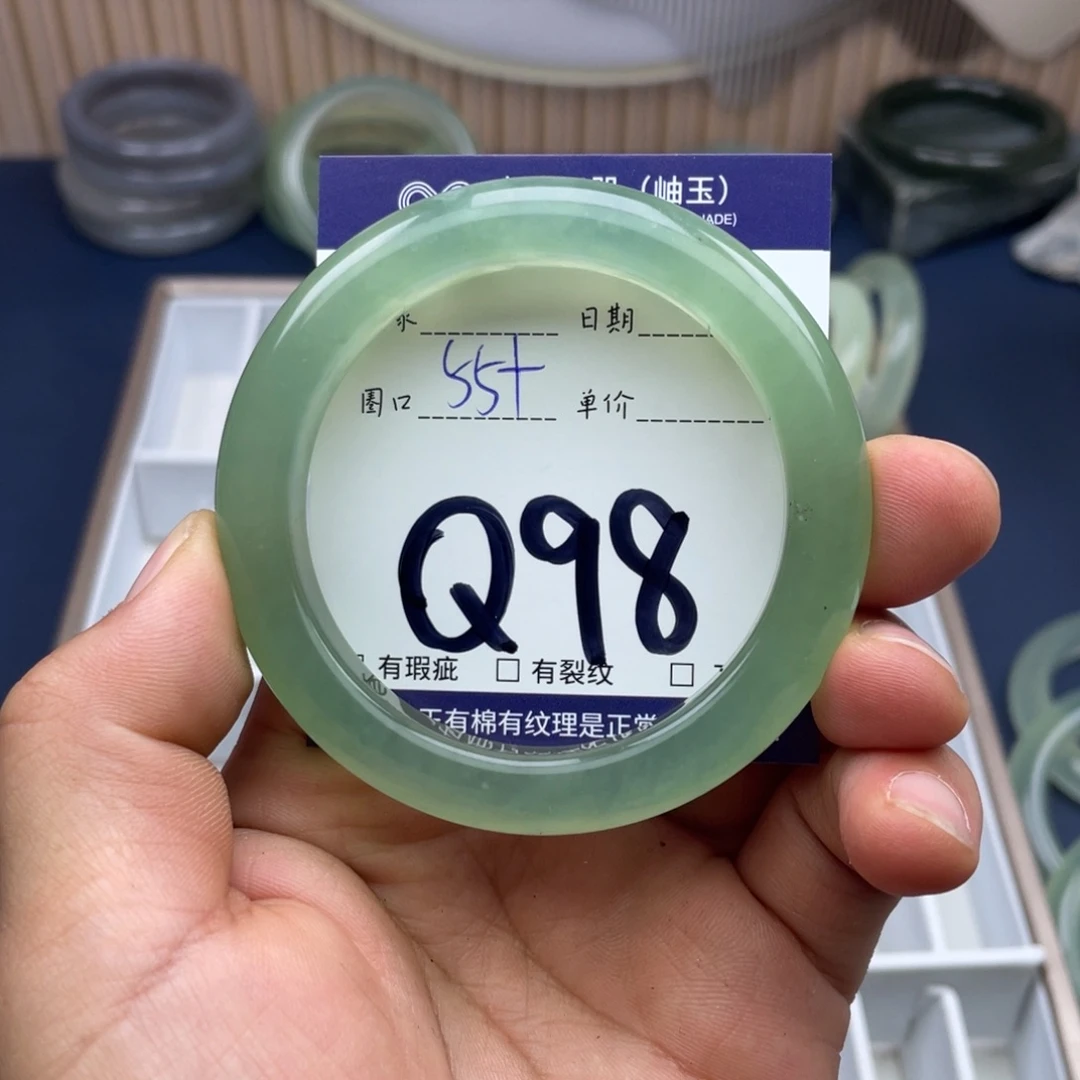 （岫玉）
JADE)
日期
55+
圈口 单价
Q98
有瑕疵 □ 有裂纹 □
玉有棉有纹理是正常